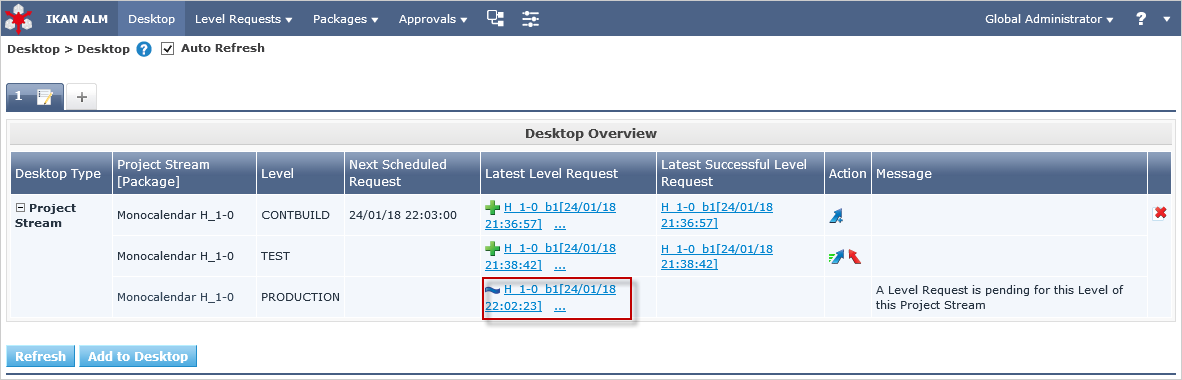 IKAN ALM Desktop Level Requests Packages Approvals Global Administrator ?
Desktop > Desktop ? Auto Refresh
1 +
Desktop Overview
Desktop Type
Project Stream
[Package]
Level
Next Scheduled
Request
Latest Level Request
Latest Successful Level
Request
Action
Message
Project
Stream
Monocalendar H_1-0
CONTBUILD
24/01/18 22:03:00
H_1-0_b1[24/01/18
21:36:57] ...
H_1-0_b1[24/01/18
21:36:57]
Monocalendar H_1-0
TEST
H_1-0_b1[24/01/18
21:38:42] ...
H_1-0_b1[24/01/18
21:38:42]
Monocalendar H_1-0
PRODUCTION
H_1-0_b1[24/01/18
22:02:23] ...
A Level Request is pending for this Level of
this Project Stream
Refresh Add to Desktop